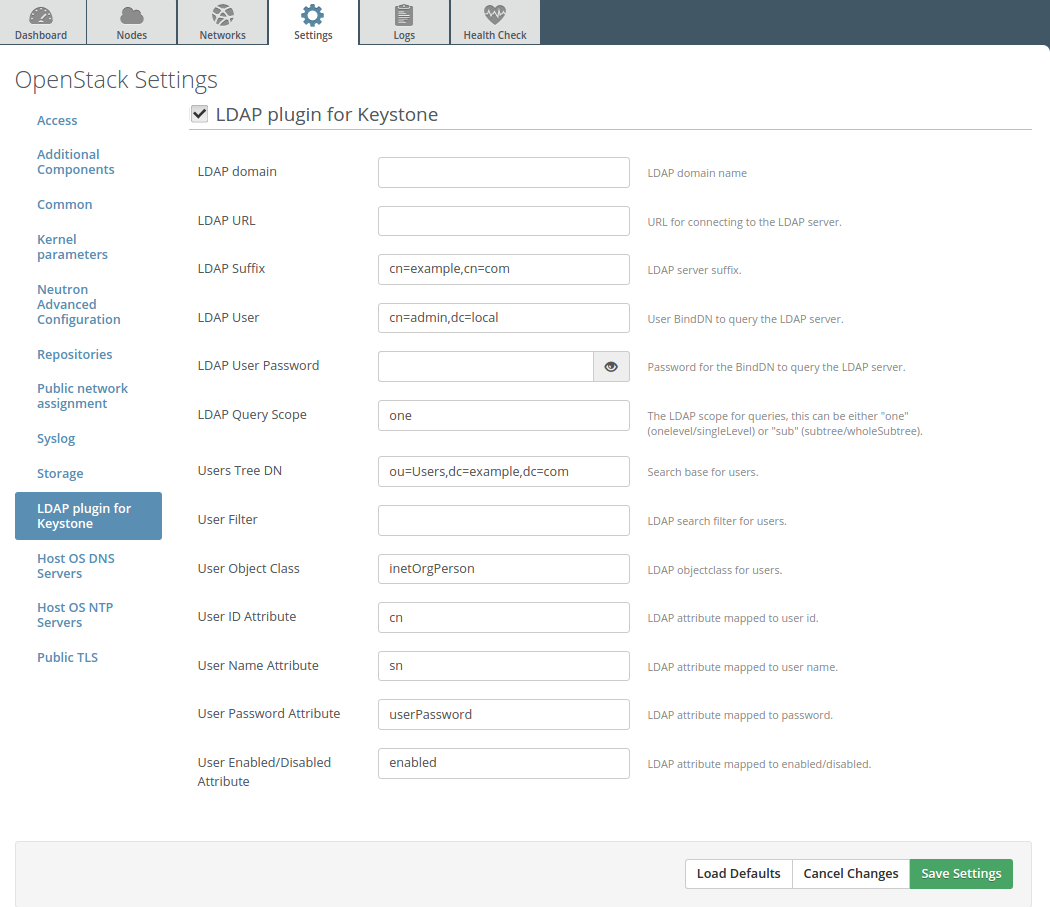 Dashboard
Nodes
Networks
Settings
Logs
Health Check
OpenStack Settings
Access
Additional
Components
Common
Kernel
parameters
Neutron
Advanced
Configuration
Repositories
Public network
assignment
Syslog
Storage
LDAP plugin for
Keystone
Host OS DNS
Servers
Host OS NTP
Servers
Public TLS
LDAP plugin for Keystone
LDAP domain
LDAP domain name
LDAP URL
URL for connecting to the LDAP server.
LDAP Suffix
cn=example,cn=com
LDAP server suffix.
LDAP User
cn=admin,dc=local
User BindDN to query the LDAP server.
LDAP User Password
Password for the BindDN to query the LDAP server.
LDAP Query Scope
one
The LDAP scope for queries, this can be either "one"
(onelevel/singleLevel) or "sub" (subtree/wholeSubtree).
Users Tree DN
ou=Users,dc=example,dc=com
Search base for users.
User Filter
LDAP search filter for users.
User Object Class
inetOrgPerson
LDAP objectclass for users.
User ID Attribute
cn
LDAP attribute mapped to user id.
User Name Attribute
sn
LDAP attribute mapped to user name.
User Password Attribute
userPassword
LDAP attribute mapped to password.
User Enabled/Disabled
Attribute
enabled
LDAP attribute mapped to enabled/disabled.
Load Defaults
Cancel Changes
Save Settings